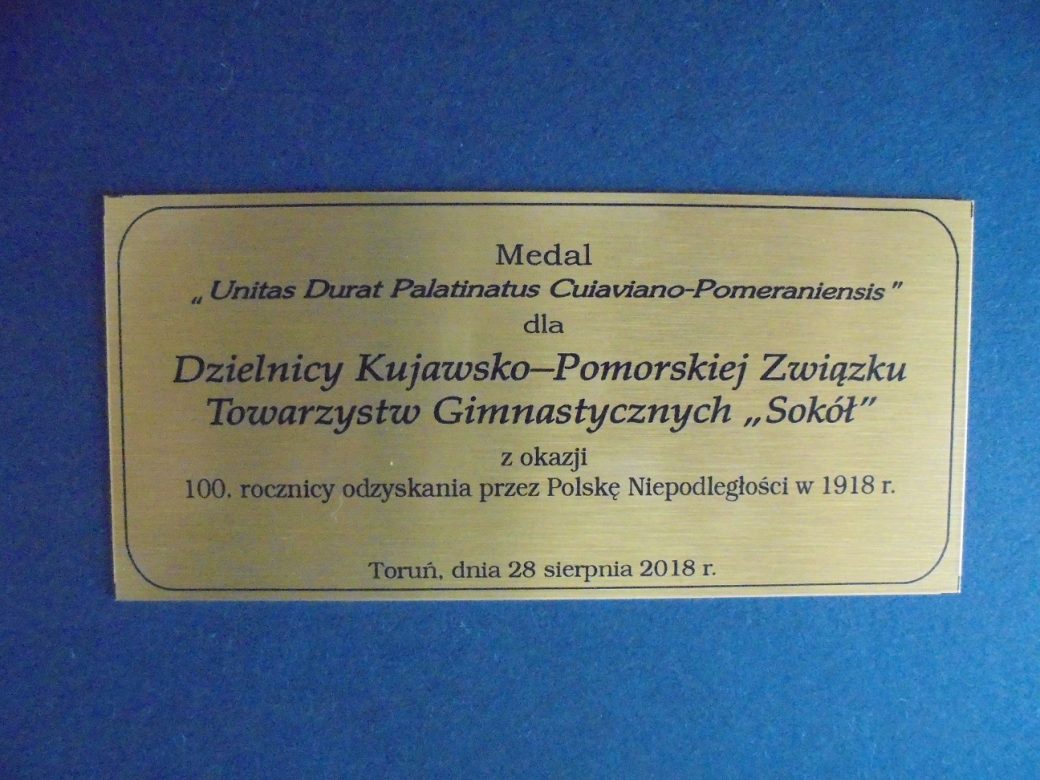 Medal
„Unitas Durat Palatinatus Cuiaviano-Pomeraniensis”
dla
Dzielnicy Kujawsko–Pomorskiej Związku
Towarzystw Gimnastycznych „Sokół”
z okazji
100. rocznicy odzyskania przez Polskę Niepodległości w 1918 r.
Toruń, dnia 28 sierpnia 2018 r.